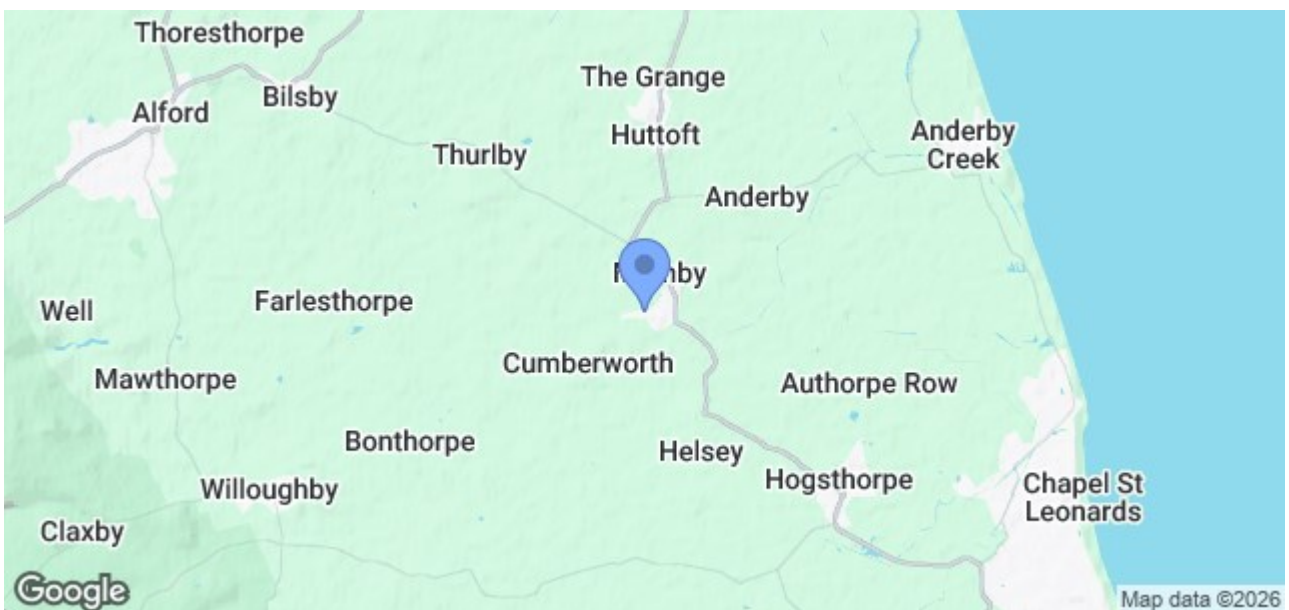 Thoresthorpe
The Grange
Bilsby
Alford
Huttoft
Anderby
Creek
Thurlby
Anderby
Farlesthorpe
Well
Cumberworth
Mawthorpe
Authorpe Row
Bonthorpe
Helsey
Hogsthorpe
Willoughby
Chapel St
Leonards
Claxby
Google
Map data ©2026